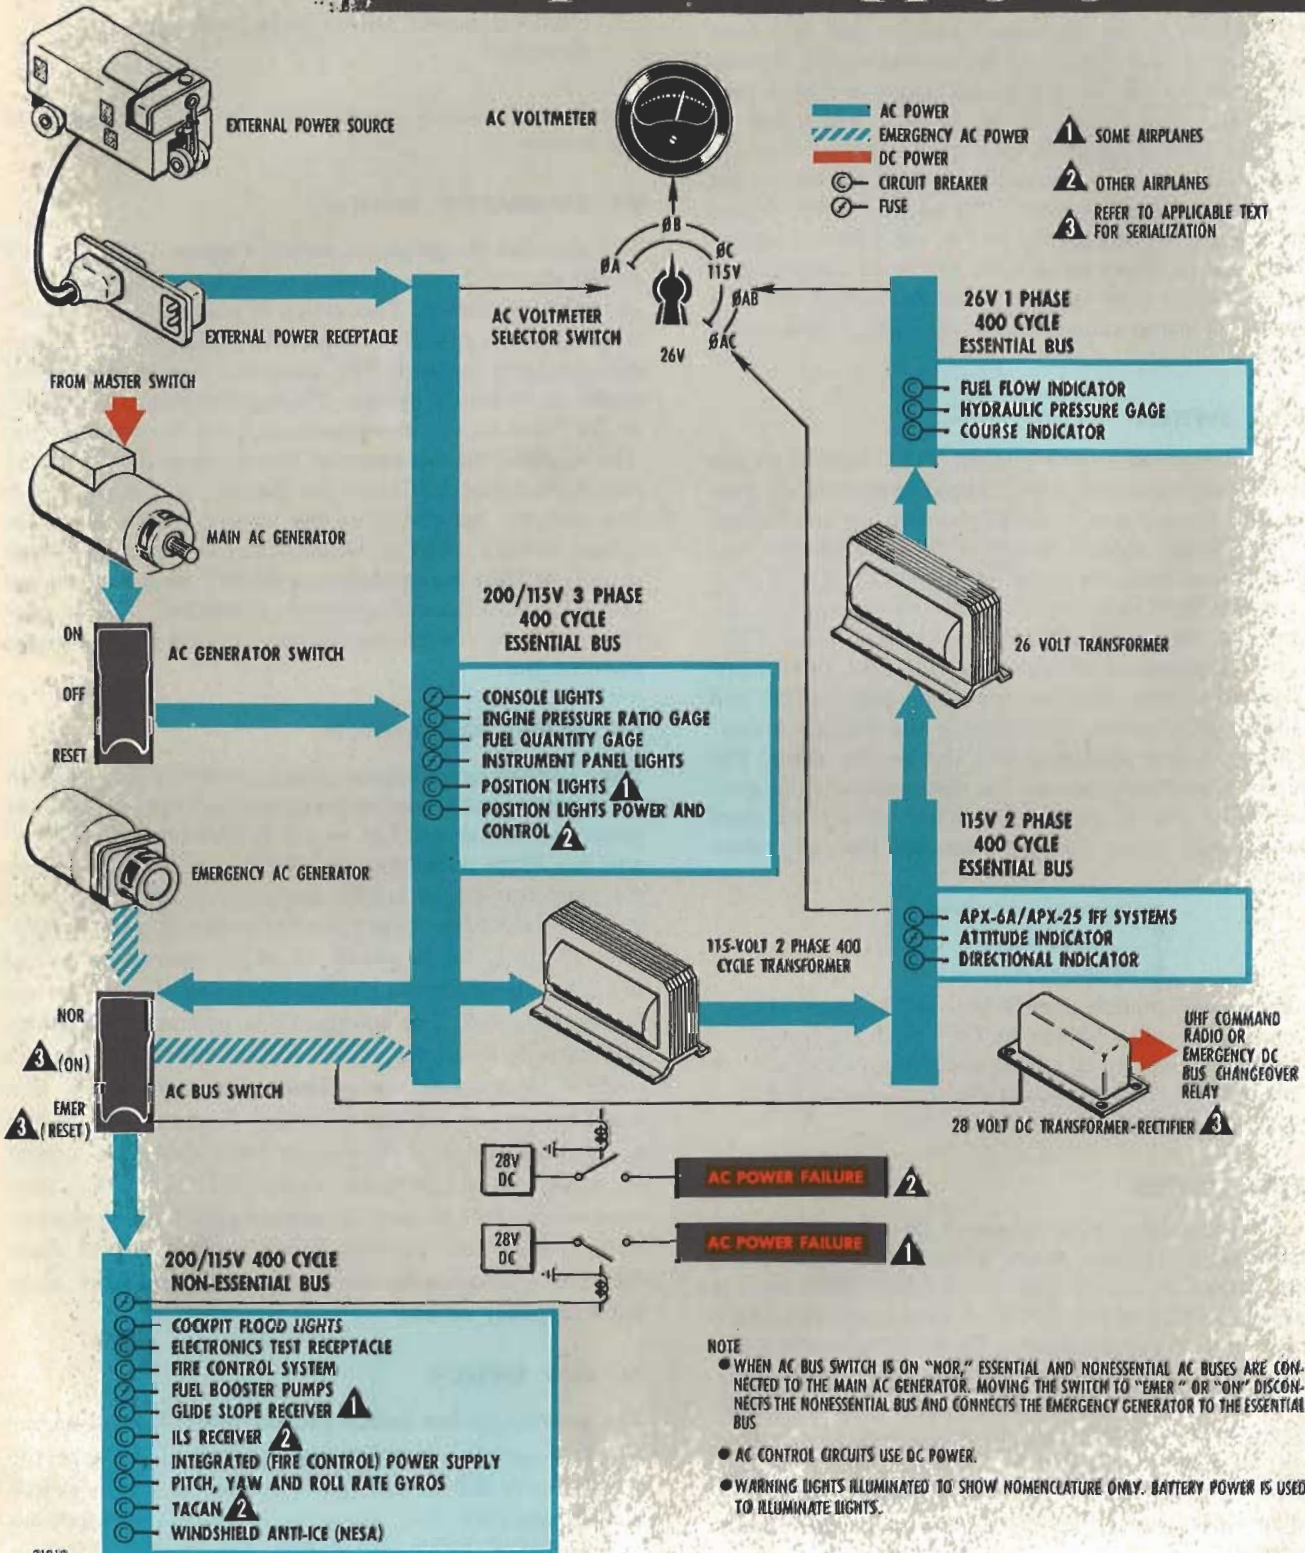 EXTERNAL POWER SOURCE
AC VOLTMETER
AC POWER
EMERGENCY AC POWER
DC POWER
C CIRCUIT BREAKER
FUSE
1 SOME AIRPLANES
2 OTHER AIRPLANES
3 REFER TO APPLICABLE TEXT
FOR SERIALIZATION
EXTERNAL POWER RECEPTACLE
AC VOLTMETER
SELECTOR SWITCH
ØA
ØB
ØC
115V
ØAB
ØAC
26V
26V 1 PHASE
400 CYCLE
ESSENTIAL BUS
C FUEL FLOW INDICATOR
C HYDRAULIC PRESSURE GAGE
C COURSE INDICATOR
FROM MASTER SWITCH
MAIN AC GENERATOR
ON
OFF
RESET
AC GENERATOR SWITCH
200/115V 3 PHASE
400 CYCLE
ESSENTIAL BUS
CONSOLE LIGHTS
C ENGINE PRESSURE RATIO GAGE
C FUEL QUANTITY GAGE
INSTRUMENT PANEL LIGHTS
C POSITION LIGHTS 1
C POSITION LIGHTS POWER AND
CONTROL 2
26 VOLT TRANSFORMER
EMERGENCY AC GENERATOR
115V 2 PHASE
400 CYCLE
ESSENTIAL BUS
C APX-6A/APX-25 IFF SYSTEMS
ATTITUDE INDICATOR
C DIRECTIONAL INDICATOR
115-VOLT 2 PHASE 400
CYCLE TRANSFORMER
NOR
3 (ON)
EMER
3 (RESET)
AC BUS SWITCH
UHF COMMAND
RADIO OR
EMERGENCY DC
BUS CHANGEOVER
RELAY
28 VOLT DC TRANSFORMER-RECTIFIER 3
28V
DC
AC POWER FAILURE 2
28V
DC
AC POWER FAILURE 1
200/115V 400 CYCLE
NON-ESSENTIAL BUS
C COCKPIT FLOOD LIGHTS
C ELECTRONICS TEST RECEPTACLE
C FIRE CONTROL SYSTEM
FUEL BOOSTER PUMPS
C GLIDE SLOPE RECEIVER 1
C ILS RECEIVER 2
C INTEGRATED (FIRE CONTROL) POWER SUPPLY
C PITCH, YAW AND ROLL RATE GYROS
C TACAN 2
C WINDSHIELD ANTI-ICE (NESA)
NOTE
● WHEN AC BUS SWITCH IS ON "NOR," ESSENTIAL AND NONESSENTIAL AC BUSES ARE CON-
NECTED TO THE MAIN AC GENERATOR. MOVING THE SWITCH TO "EMER" OR "ON" DISCON-
NECTS THE NONESSENTIAL BUS AND CONNECTS THE EMERGENCY GENERATOR TO THE ESSENTIAL
BUS
● AC CONTROL CIRCUITS USE DC POWER.
● WARNING LIGHTS ILLUMINATED TO SHOW NOMENCLATURE ONLY. BATTERY POWER IS USED
TO ILLUMINATE LIGHTS.